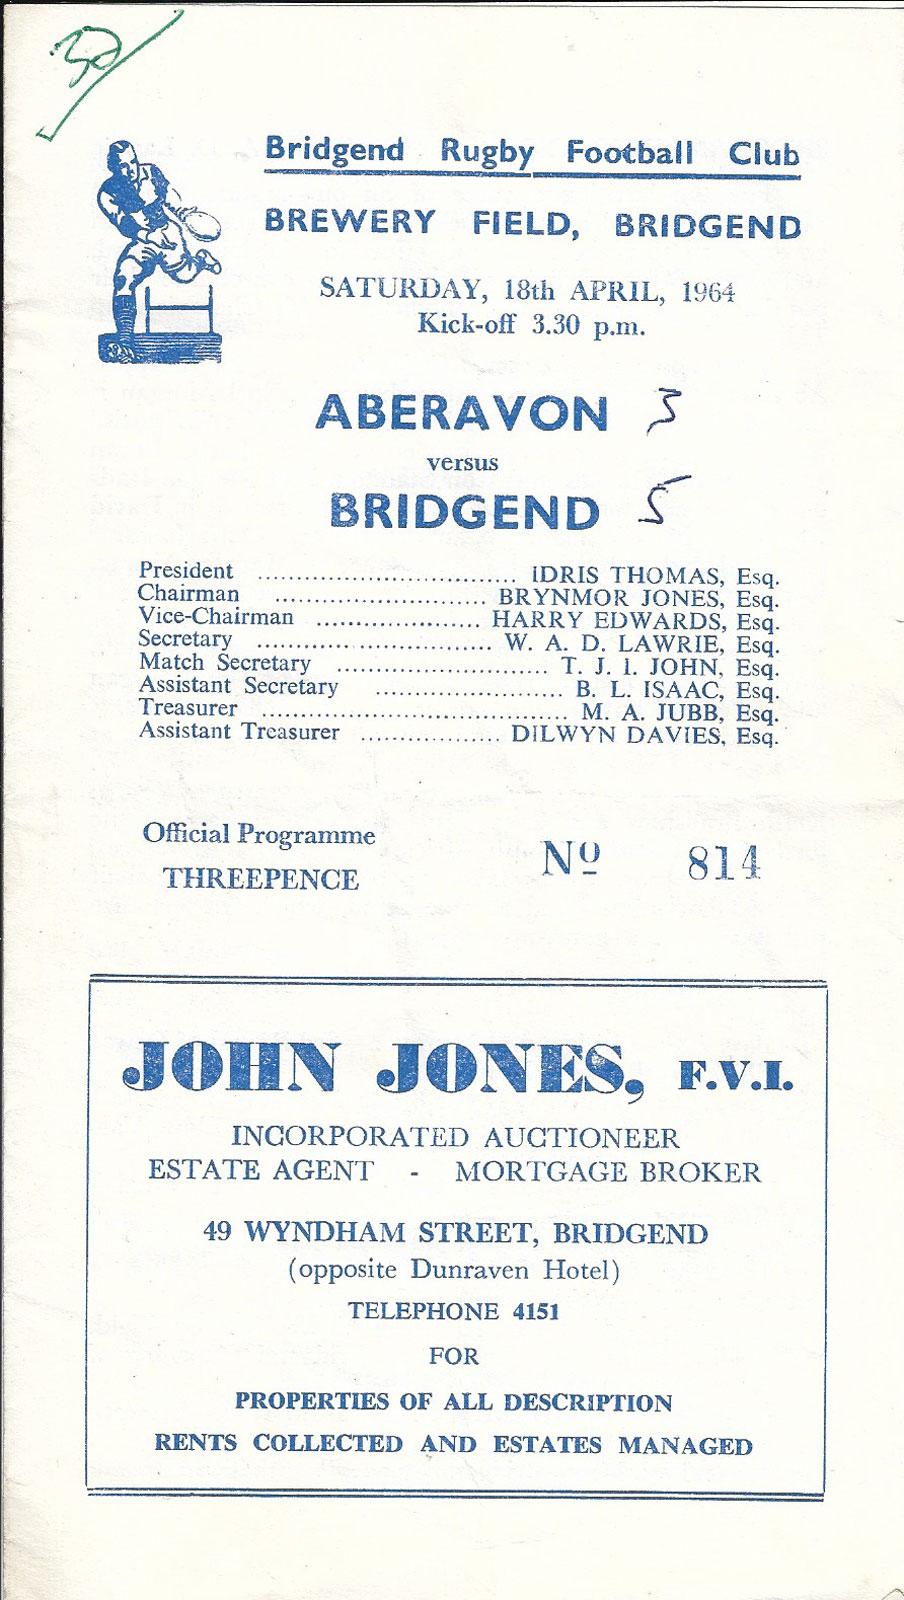 30
Bridgend Rugby Football Club
BREWERY FIELD, BRIDGEND
SATURDAY, 18th APRIL, 1964
Kick-off 3.30 p.m.
ABERAVON 3
versus
BRIDGEND 5
President ................................ IDRIS THOMAS, Esq.
Chairman .......................... BRYNMOR JONES, Esq.
Vice-Chairman .................... HARRY EDWARDS, Esq.
Secretary ............................. W. A. D. LAWRIE, Esq.
Match Secretary .......................... T. J. I. JOHN, Esq.
Assistant Secretary ....................... B. L. ISAAC, Esq.
Treasurer ...................................... M. A. JUBB, Esq.
Assistant Treasurer ................. DILWYN DAVIES, Esq.
Official Programme
THREEPENCE
Nº 814
JOHN JONES, F.V.I.
INCORPORATED AUCTIONEER
ESTATE AGENT - MORTGAGE BROKER
49 WYNDHAM STREET, BRIDGEND
(opposite Dunraven Hotel)
TELEPHONE 4151
FOR
PROPERTIES OF ALL DESCRIPTION
RENTS COLLECTED AND ESTATES MANAGED